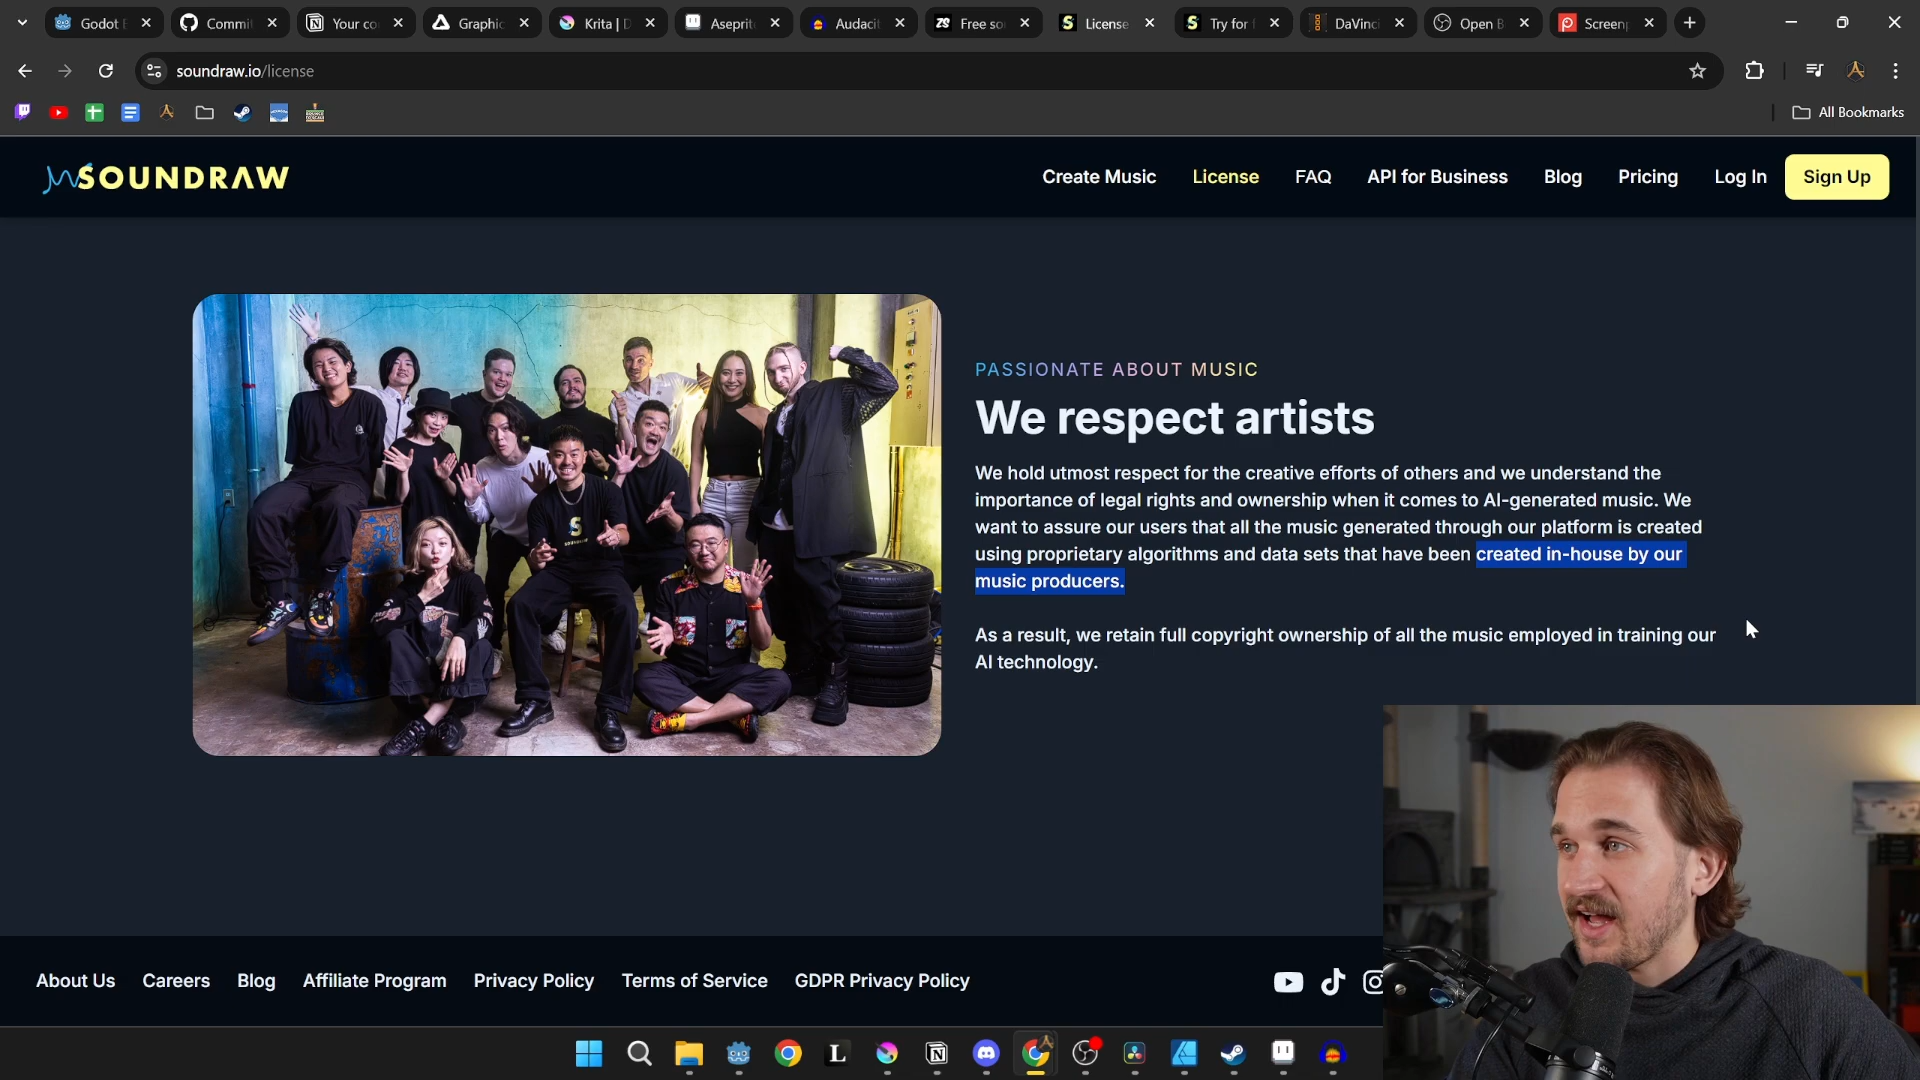 Godot E
Commit
Your co
Graphic
Krita | D
Aseprite
Audacit
Free so
License
Try for f
DaVinci
Open B
Screenp
soundraw.io/license
All Bookmarks
SOUNDRAW
Create Music
License
FAQ
API for Business
Blog
Pricing
Log In
Sign Up
PASSIONATE ABOUT MUSIC
We respect artists
We hold utmost respect for the creative efforts of others and we understand the
importance of legal rights and ownership when it comes to AI-generated music. We
want to assure our users that all the music generated through our platform is created
using proprietary algorithms and data sets that have been created in-house by our
music producers.
As a result, we retain full copyright ownership of all the music employed in training our
AI technology.
About Us
Careers
Blog
Affiliate Program
Privacy Policy
Terms of Service
GDPR Privacy Policy